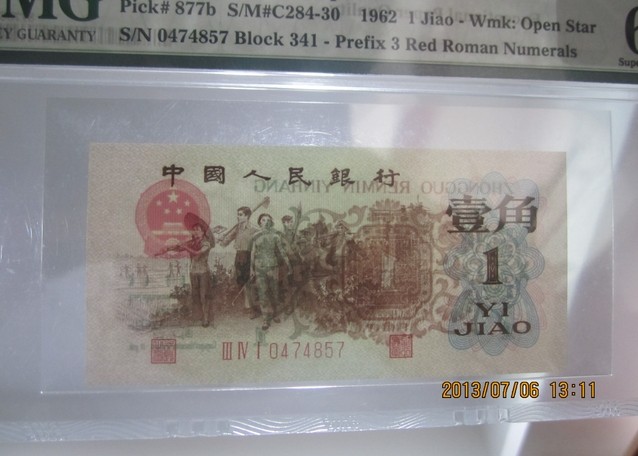 MG
Pick# 877b S/M#C284-30 1962 1 Jiao - Wmk: Open Star
S/N 0474857 Block 341 - Prefix 3 Red Roman Numerals
Y GUARANTY
中國人民銀行
ZHONGGUO RENMIN YINHANG
壹角
1
YI
JIAO
III IV I 0474857
2013/07/06 13:11